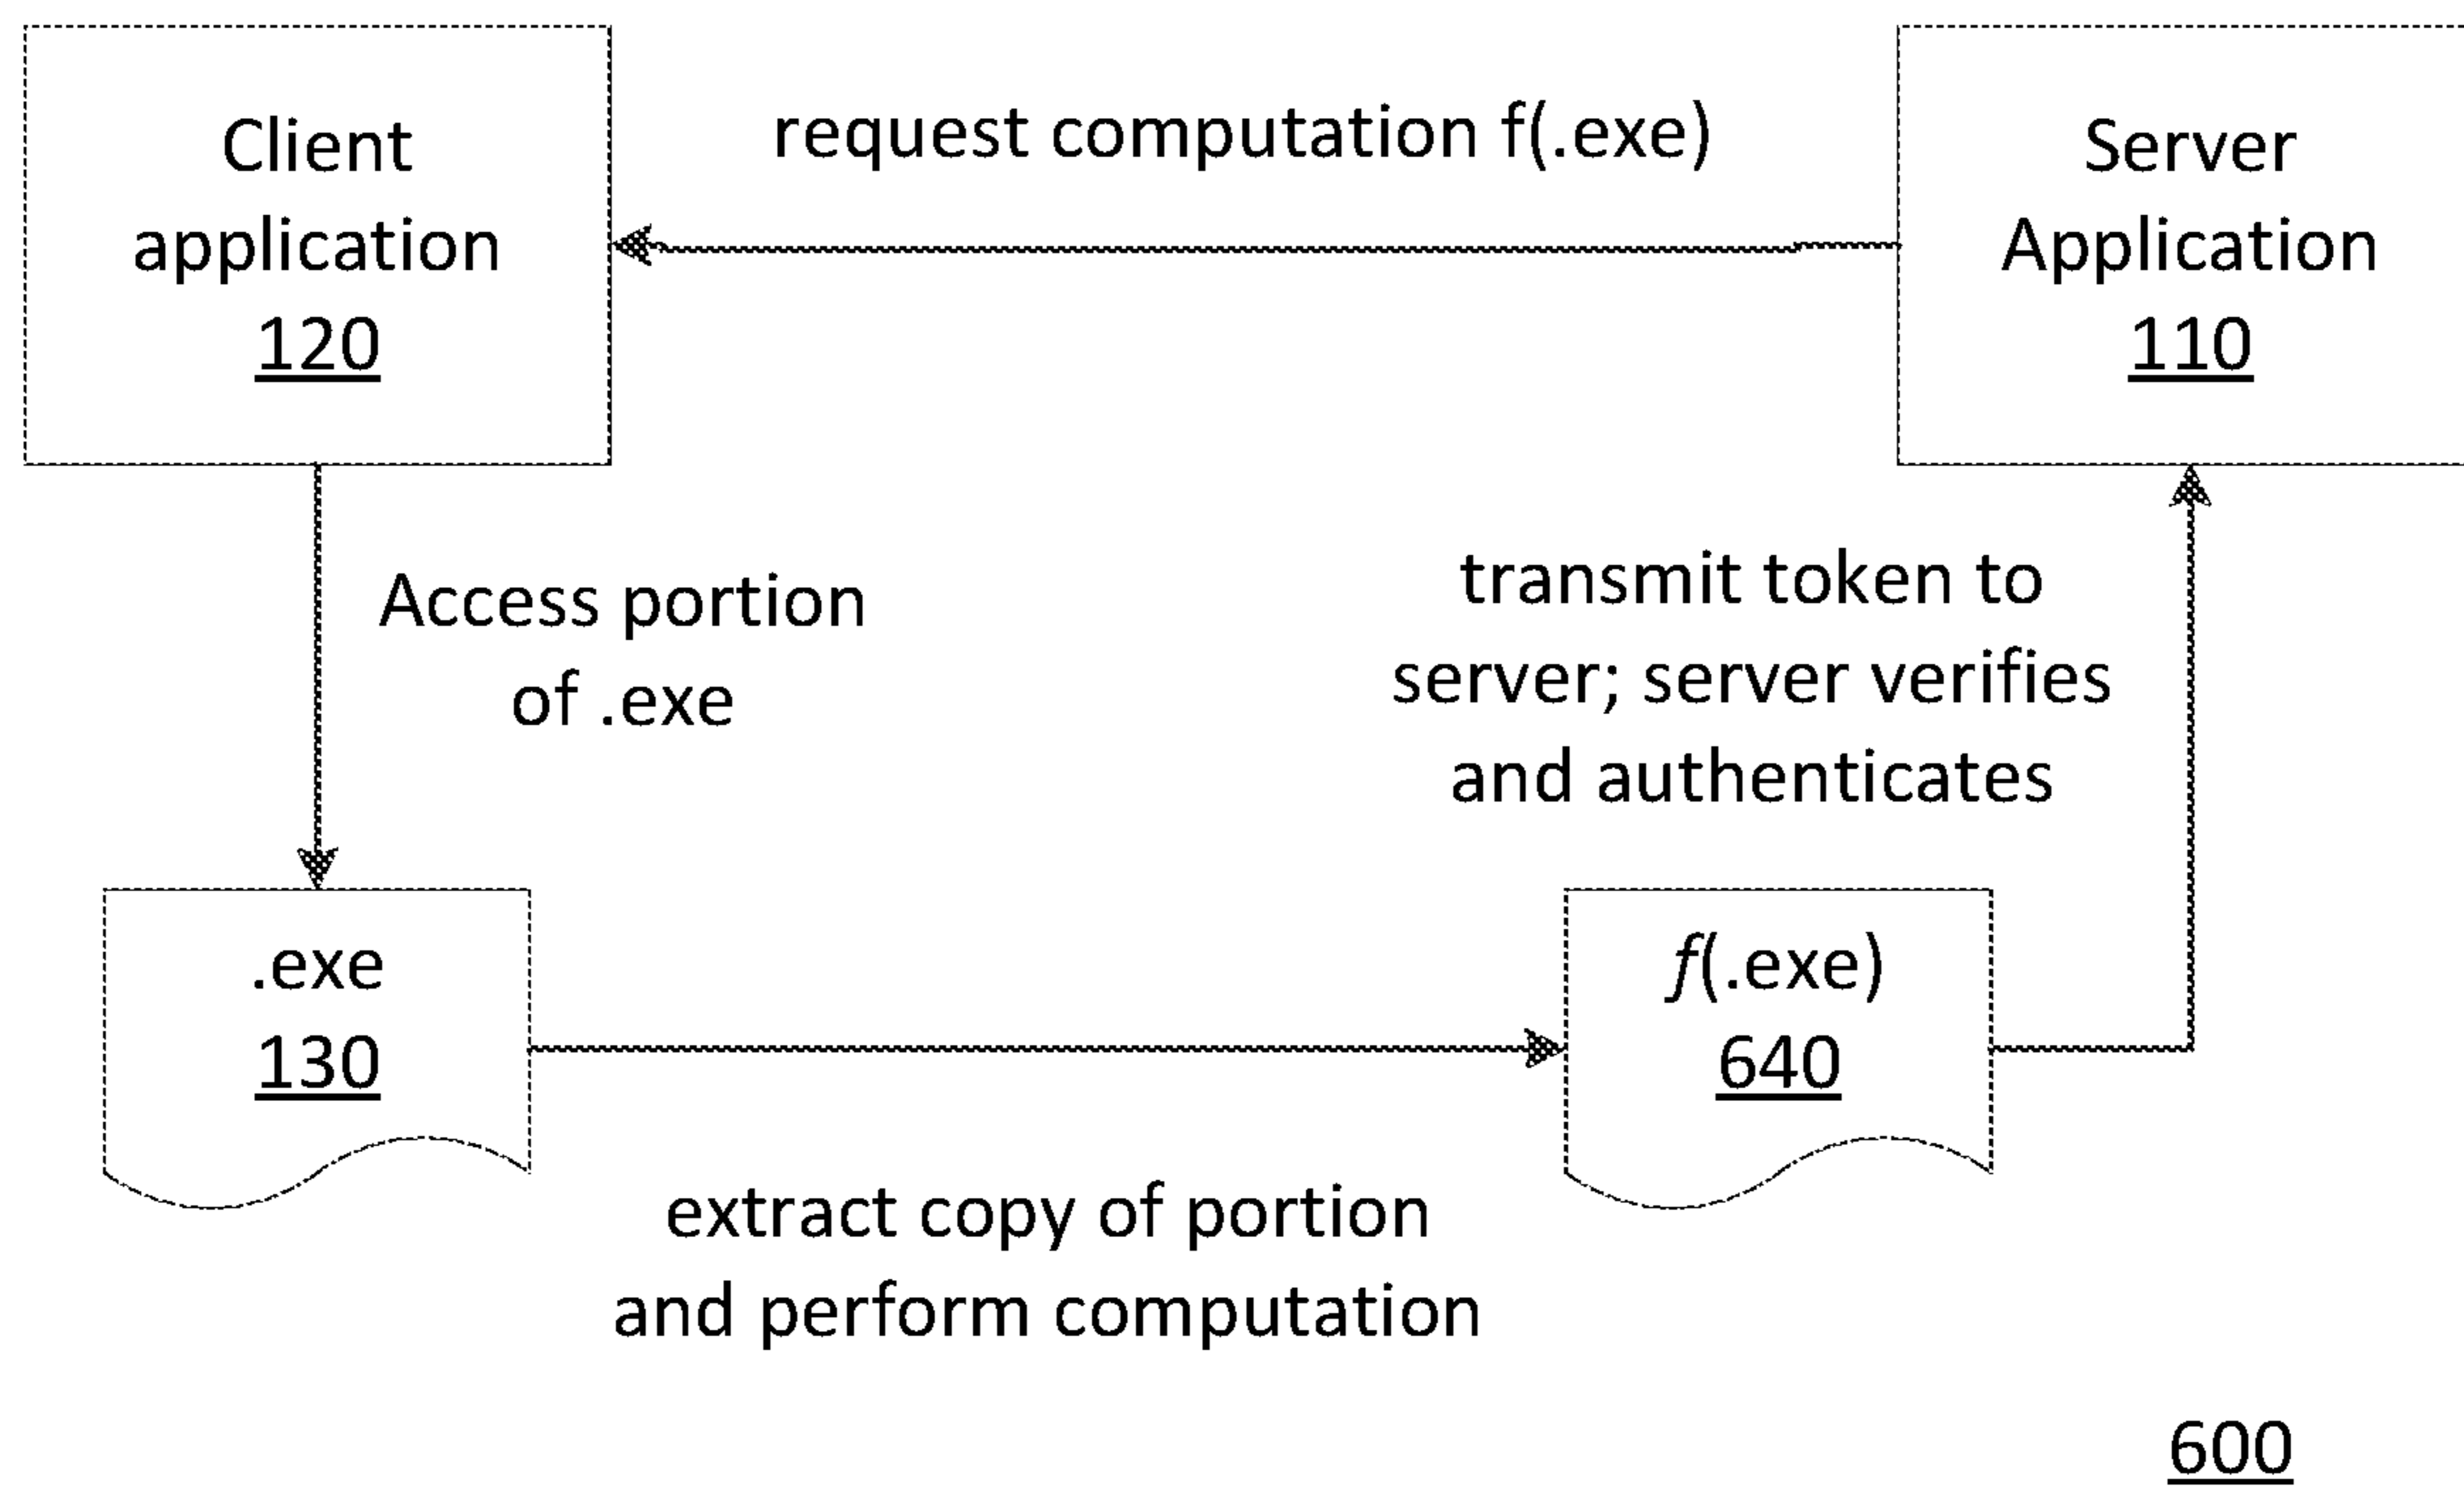 Client
application
120
request computation f(.exe)
Server
Application
110
Access portion
of .exe
transmit token to
server; server verifies
and authenticates
.exe
130
f(.exe)
640
extract copy of portion
and perform computation
600